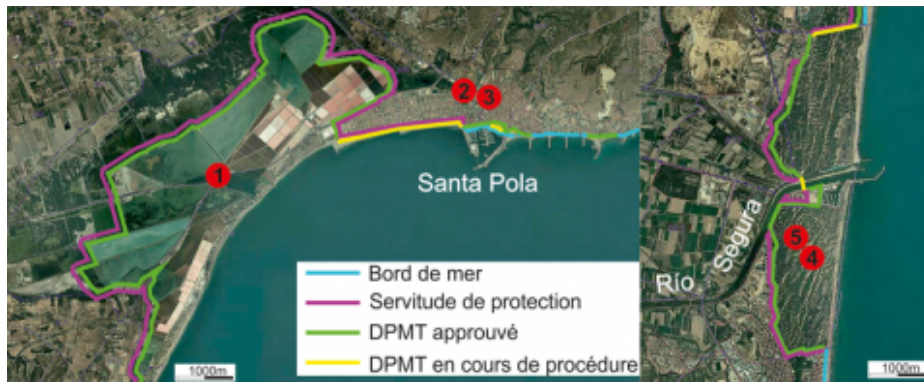 1
2
3
Santa Pola
Bord de mer
Servitude de protection
DPMT approuvé
DPMT en cours de procédure
1000m
Río Segura
5
4
1000m